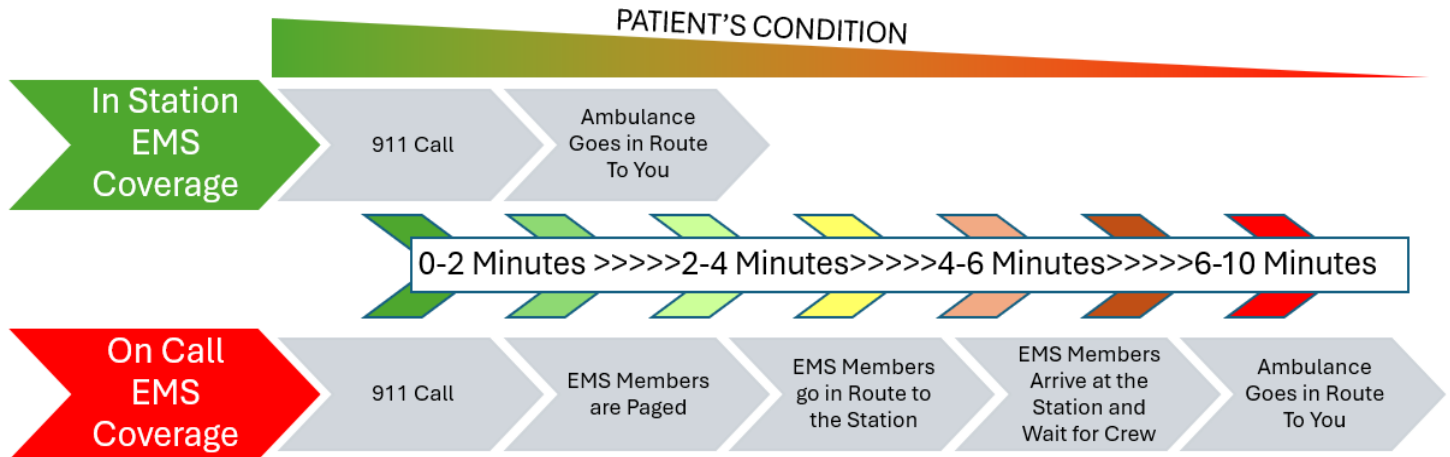 PATIENT'S CONDITION
In Station
EMS
Coverage
911 Call
Ambulance
Goes in Route
To You
0-2 Minutes >>>>>2-4 Minutes>>>>>4-6 Minutes>>>>>6-10 Minutes
On Call
EMS
Coverage
911 Call
EMS Members
are Paged
EMS Members
go in Route to
the Station
EMS Members
Arrive at the
Station and
Wait for Crew
Ambulance
Goes in Route
To You